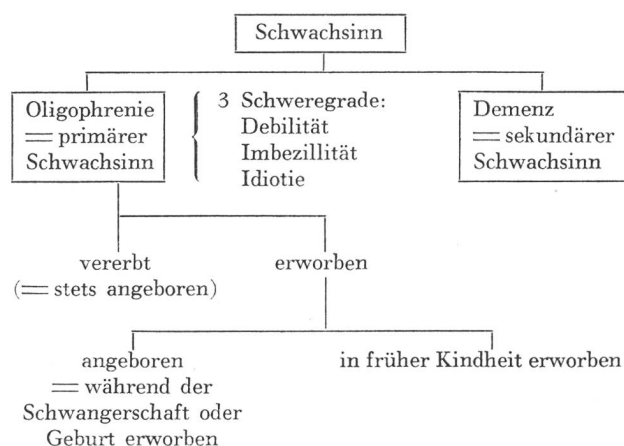 Schwachsinn
Oligophrenie
= primärer
Schwachsinn
3 Schweregrade:
Debilität
Imbezillität
Idiotie
Demenz
= sekundärer
Schwachsinn
vererbt
(= stets angeboren)
erworben
angeboren
= während der
Schwangerschaft oder
Geburt erworben
in früher Kindheit erworben